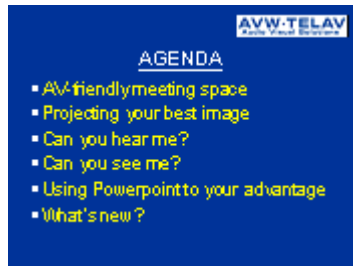 AVW-TELAV
Audio Visual Solutions
AGENDA
AV-friendly meeting space
Projecting your best image
Can you hear me?
Can you see me?
Using Powerpoint to your advantage
What's new?